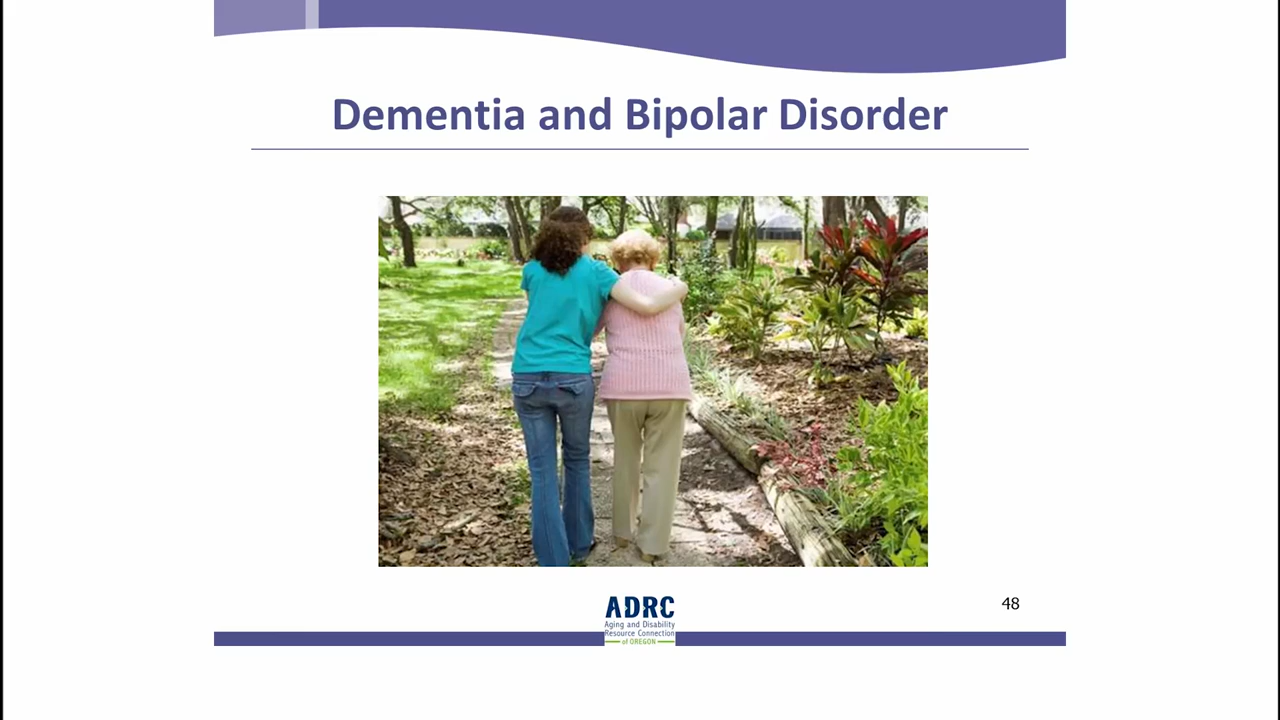 Dementia and Bipolar Disorder
ADRC
Aging and Disability
Resource Connection
of OREGON
48